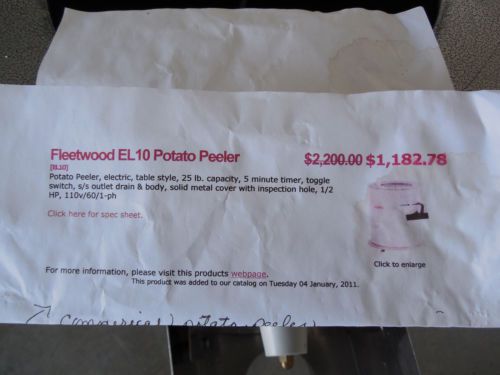 Fleetwood EL10 Potato Peeler $2,200.00 $1,182.78
[EL10]
Potato Peeler, electric, table style, 25 lb. capacity, 5 minute timer, toggle
switch, s/s outlet drain & body, solid metal cover with inspection hole, 1/2
HP, 110v/60/1-ph
Click here for spec sheet.
Click to enlarge
For more information, please visit this products webpage.
This product was added to our catalog on Tuesday 04 January, 2011.
commercial potato peeler